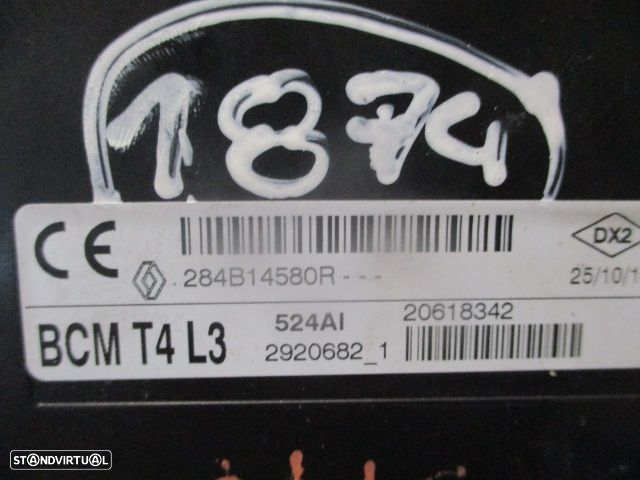 1874
CE
DX2
284B14580R---
25/10/1
BCM T4 L3
524AI
20618342
2920682_1
STANDVIRTUAL